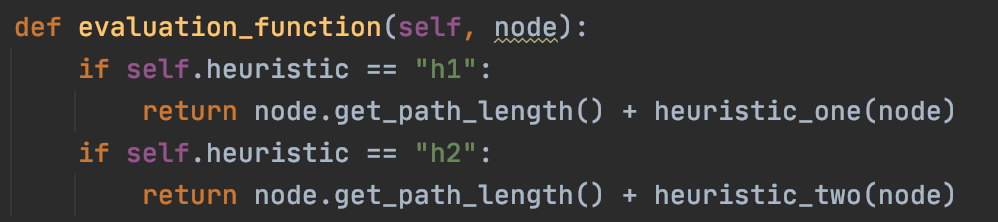 def evaluation_function(self, node):
    if self.heuristic == "h1":
        return node.get_path_length() + heuristic_one(node)
    if self.heuristic == "h2":
        return node.get_path_length() + heuristic_two(node)